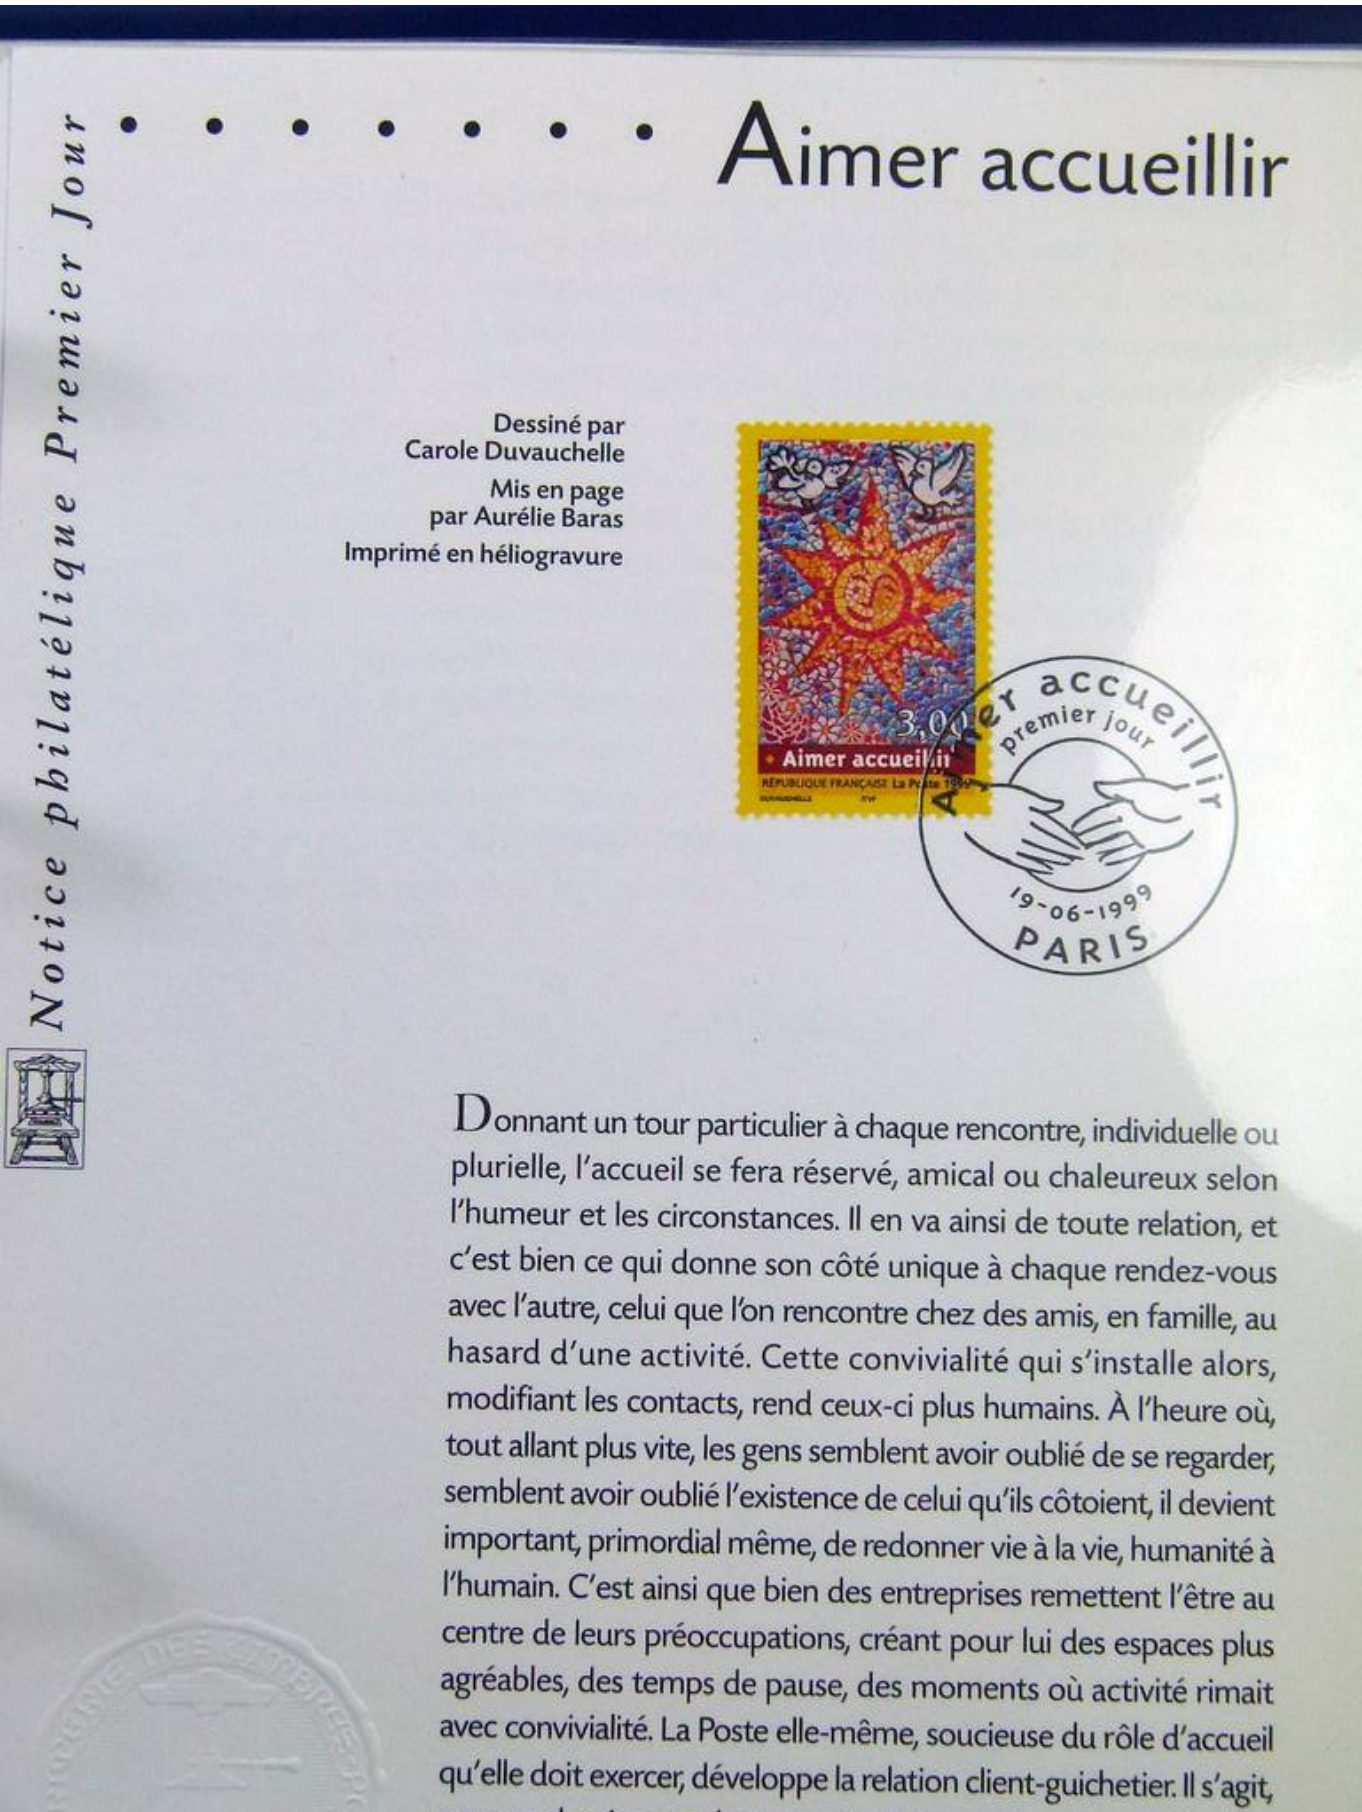 Aimer accueillir
Notice philatélique Premier Jour
Dessiné par
Carole Duvauchelle
Mis en page
par Aurélie Baras
Imprimé en héliogravure
3,00
Aimer accueillir
RÉPUBLIQUE FRANÇAISE La Poste 1999
DUVAUCHELLE ITVF
Aimer accueillir
premier jour
19-06-1999
PARIS
Donnant un tour particulier à chaque rencontre, individuelle ou
plurielle, l'accueil se fera réservé, amical ou chaleureux selon
l'humeur et les circonstances. Il en va ainsi de toute relation, et
c'est bien ce qui donne son côté unique à chaque rendez-vous
avec l'autre, celui que l'on rencontre chez des amis, en famille, au
hasard d'une activité. Cette convivialité qui s'installe alors,
modifiant les contacts, rend ceux-ci plus humains. À l'heure où,
tout allant plus vite, les gens semblent avoir oublié de se regarder,
semblent avoir oublié l'existence de celui qu'ils côtoient, il devient
important, primordial même, de redonner vie à la vie, humanité à
l'humain. C'est ainsi que bien des entreprises remettent l'être au
centre de leurs préoccupations, créant pour lui des espaces plus
agréables, des temps de pause, des moments où activité rimait
avec convivialité. La Poste elle-même, soucieuse du rôle d'accueil
qu'elle doit exercer, développe la relation client-guichetier. Il s'agit,
DES TIMBRES-PO